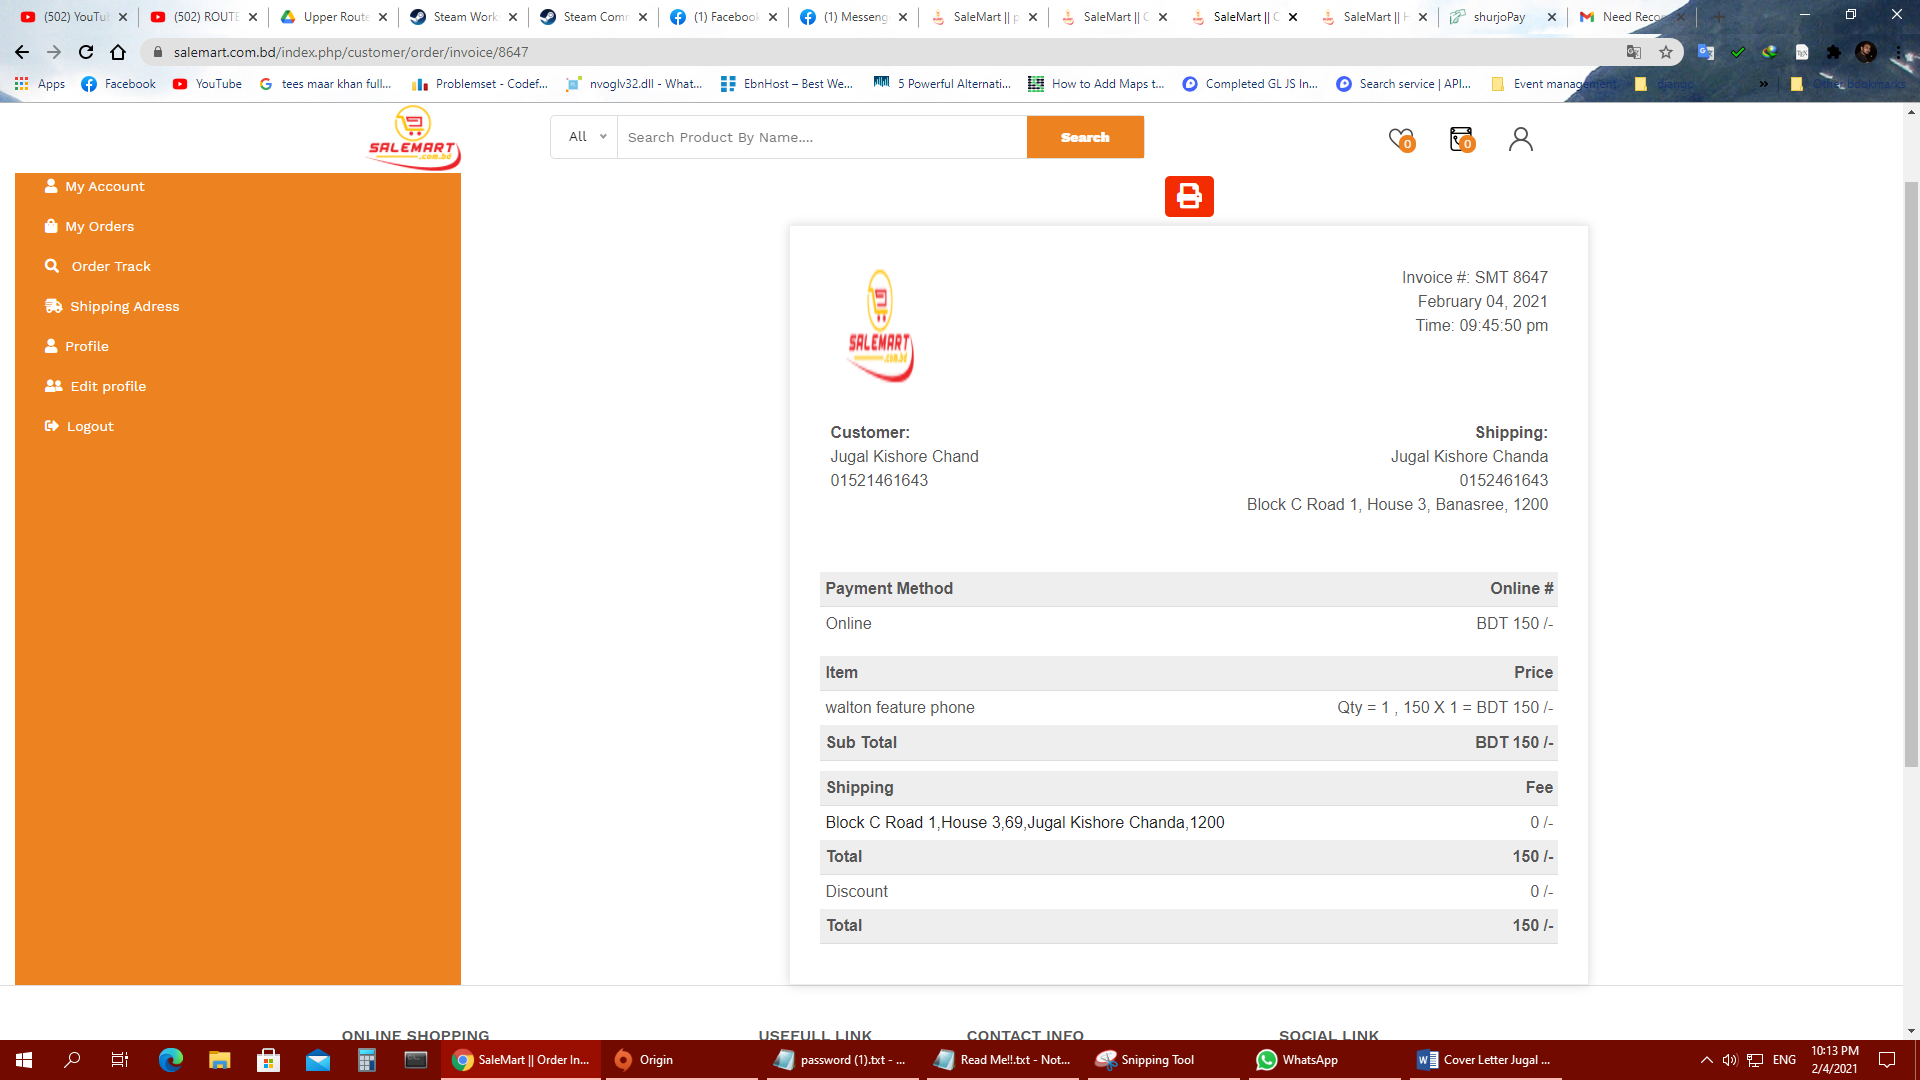 (502) YouTu
(502) ROUTE
Upper Route
Steam Work
Steam Comm
(1) Facebook
(1) Messeng
SaleMart || p
SaleMart || C
SaleMart || C
SaleMart || H
shurjoPay
Need Reco
salemart.com.bd/index.php/customer/order/invoice/8647
Apps
Facebook
YouTube
tees maar khan full...
Problemset - Codef...
nvoglv32.dll - What...
EbnHost – Best We...
5 Powerful Alternati...
How to Add Maps t...
Completed GL JS In...
Search service | API...
Event management
django
Other bookmarks
SALEMART
.com.bd
All
Search Product By Name....
Search
0
0
My Account
My Orders
Order Track
Shipping Adress
Profile
Edit profile
Logout
SALEMART
.com.bd
Invoice #: SMT 8647
February 04, 2021
Time: 09:45:50 pm
Customer:
Jugal Kishore Chand
01521461643
Shipping:
Jugal Kishore Chanda
0152461643
Block C Road 1, House 3, Banasree, 1200
Payment Method Online #
Online BDT 150 /-
Item Price
walton feature phone Qty = 1 , 150 X 1 = BDT 150 /-
Sub Total BDT 150 /-
Shipping Fee
Block C Road 1,House 3,69,Jugal Kishore Chanda,1200 0 /-
Total 150 /-
Discount 0 /-
Total 150 /-
ONLINE SHOPPING
USEFULL LINK
CONTACT INFO
SOCIAL LINK
SaleMart || Order In...
Origin
password (1).txt - ...
Read Me!!.txt - Not...
Snipping Tool
WhatsApp
Cover Letter Jugal ...
ENG
10:13 PM
2/4/2021